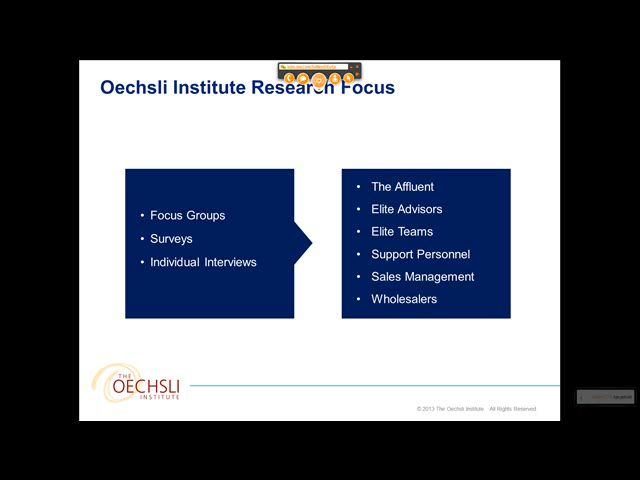 Oechsli Institute Research Focus
• Focus Groups
• Surveys
• Individual Interviews
• The Affluent
• Elite Advisors
• Elite Teams
• Support Personnel
• Sales Management
• Wholesalers
THE
OECHSLI
INSTITUTE
© 2013 The Oechsli Institute All Rights Reserved